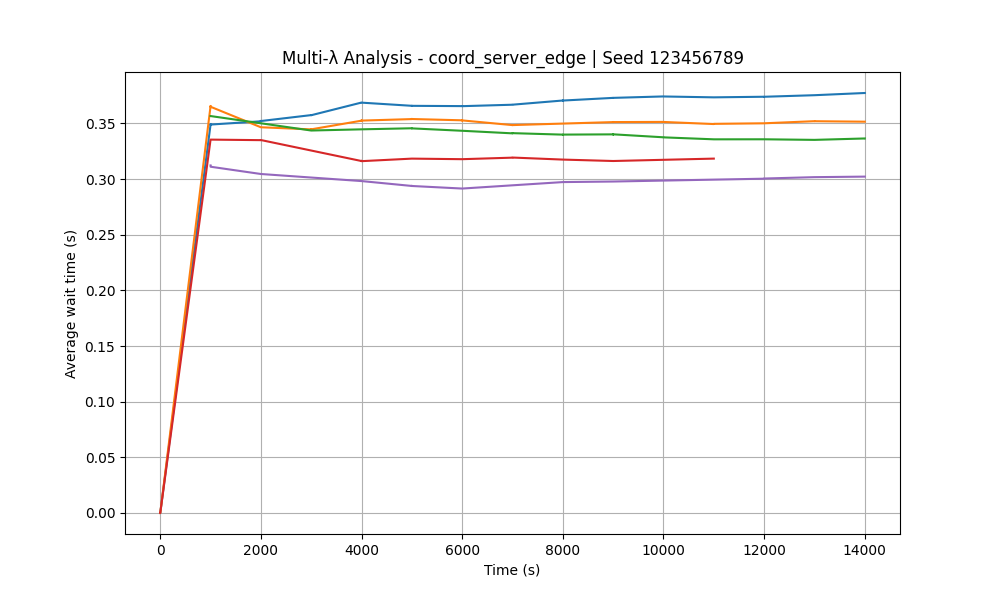 Multi-λ Analysis - coord_server_edge | Seed 123456789
Average wait time (s)
0.35
0.30
0.25
0.20
0.15
0.10
0.05
0.00
0 2000 4000 6000 8000 10000 12000 14000
Time (s)